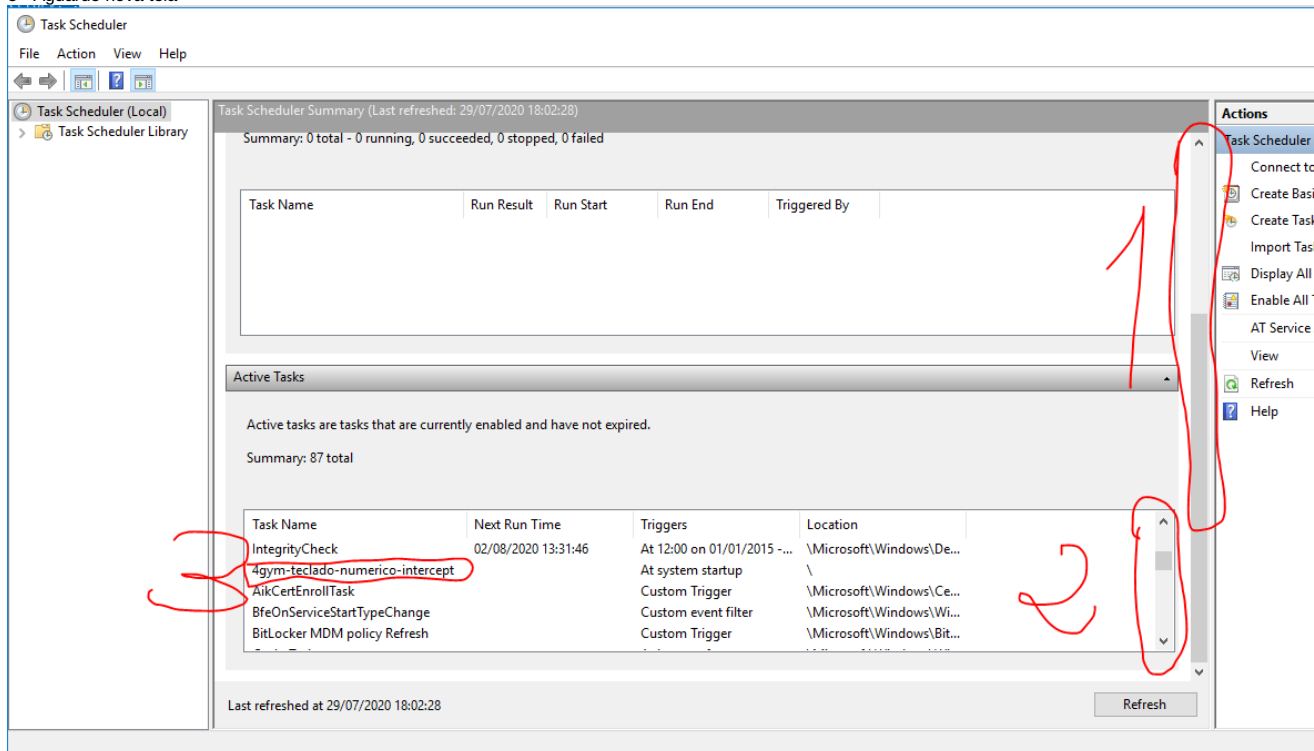 Task Scheduler
File Action View Help
Task Scheduler (Local)
Task Scheduler Library
Task Scheduler Summary (Last refreshed: 29/07/2020 18:02:28)
Summary: 0 total - 0 running, 0 succeeded, 0 stopped, 0 failed
Task Name Run Result Run Start Run End Triggered By
1
Active Tasks
Active tasks are tasks that are currently enabled and have not expired.
Summary: 87 total
Task Name Next Run Time Triggers Location
IntegrityCheck 02/08/2020 13:31:46 At 12:00 on 01/01/2015 -... \Microsoft\Windows\De...
4gym-teclado-numerico-intercept At system startup \
AikCertEnrollTask Custom Trigger \Microsoft\Windows\Ce...
BfeOnServiceStartTypeChange Custom event filter \Microsoft\Windows\Wi...
BitLocker MDM policy Refresh Custom Trigger \Microsoft\Windows\Bit...
3
2
Last refreshed at 29/07/2020 18:02:28
Refresh
Actions
Task Scheduler
Connect to
Create Basi
Create Task
Import Tas
Display All
Enable All
AT Service
View
Refresh
Help